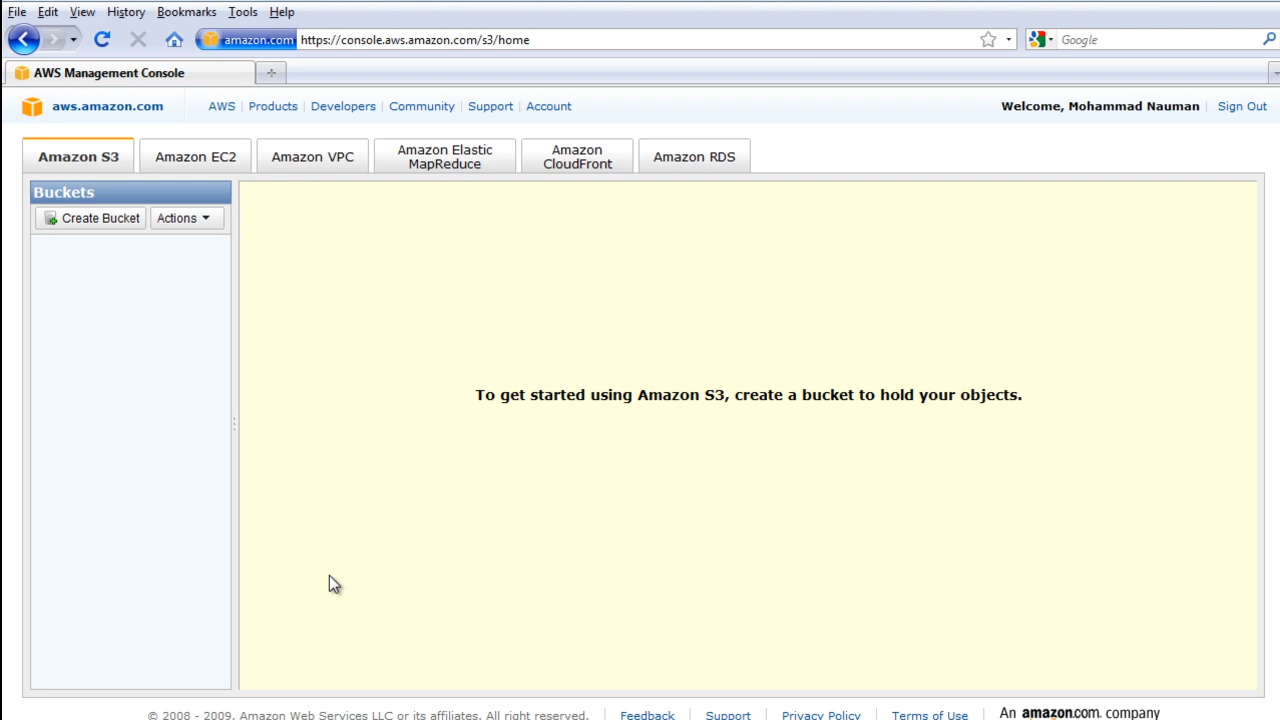 File Edit View History Bookmarks Tools Help
amazon.com https://console.aws.amazon.com/s3/home Google
AWS Management Console
aws.amazon.com AWS Products Developers Community Support Account Welcome, Mohammad Nauman Sign Out
Amazon S3 Amazon EC2 Amazon VPC Amazon Elastic MapReduce Amazon CloudFront Amazon RDS
Buckets
Create Bucket Actions
To get started using Amazon S3, create a bucket to hold your objects.
© 2008 - 2009, Amazon Web Services LLC or its affiliates. All right reserved. Feedback Support Privacy Policy Terms of Use An amazon.com. company